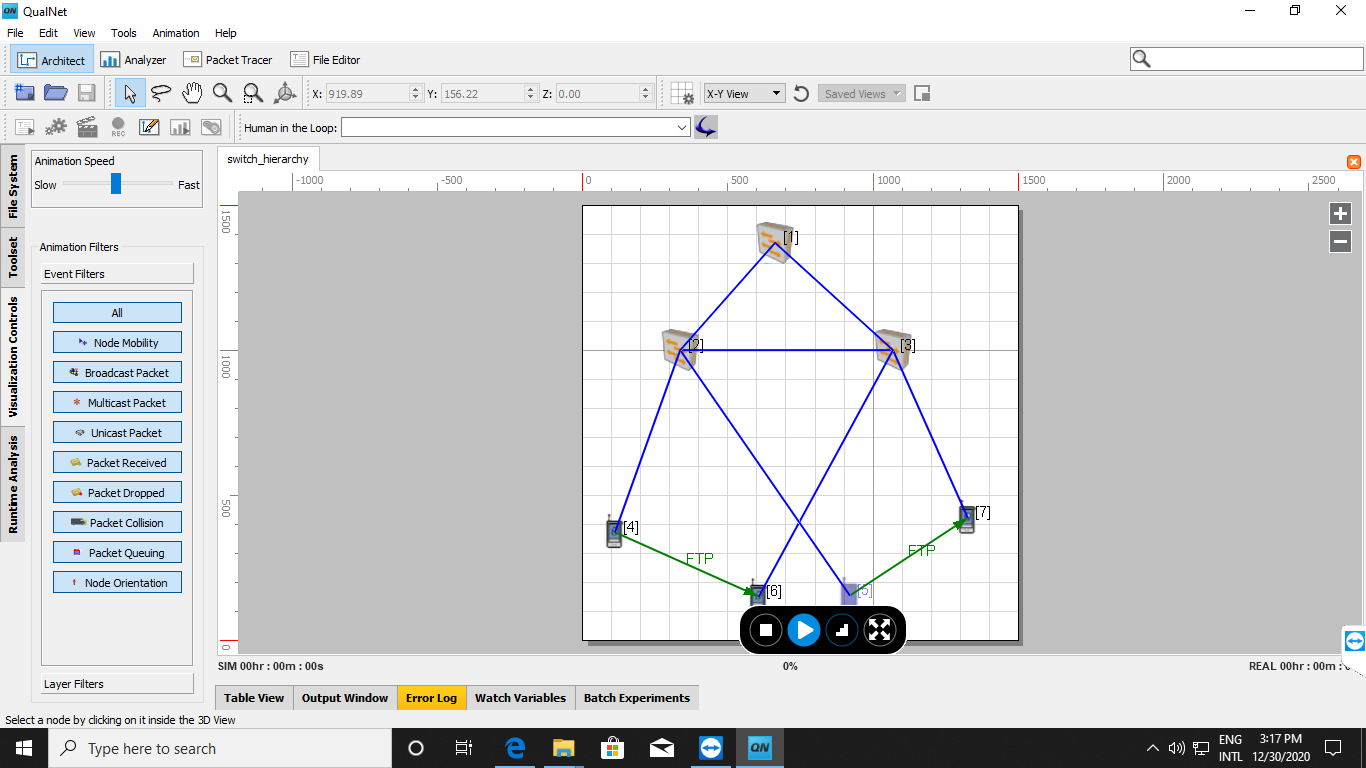 QN QualNet
File Edit View Tools Animation Help
Architect Analyzer Packet Tracer File Editor
X: 919.89 Y: 156.22 Z: 0.00 X-Y View Saved Views
REC Human in the Loop:
File System
Toolset
Visualization Controls
Runtime Analysis
Animation Speed
Slow Fast
Animation Filters
Event Filters
All
Node Mobility
Broadcast Packet
Multicast Packet
Unicast Packet
Packet Received
Packet Dropped
Packet Collision
Packet Queuing
Node Orientation
Layer Filters
switch_hierarchy
-1000 -500 0 500 1000 1500 2000 2500
1500
1000
500
0
[1]
[2] [3]
[4] [7]
FTP FTP
[6] [5]
SIM 00hr : 00m : 00s 0% REAL 00hr : 00m :
Table View Output Window Error Log Watch Variables Batch Experiments
Select a node by clicking on it inside the 3D View
Type here to search
QN
ENG 3:17 PM
INTL 12/30/2020